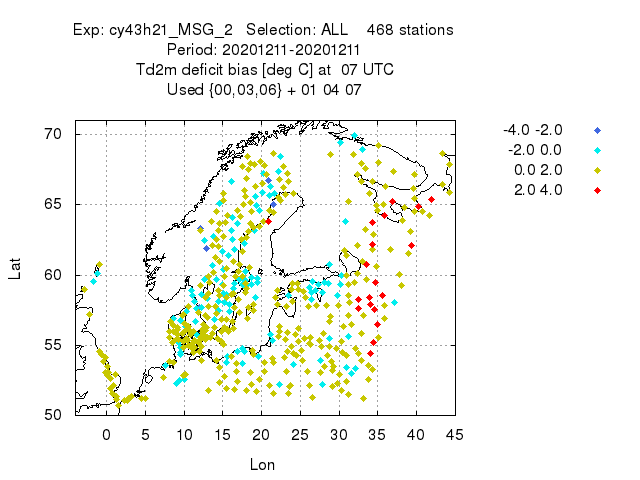 Exp: cy43h21_MSG_2 Selection: ALL 468 stations
Period: 20201211-20201211
Td2m deficit bias [deg C] at 07 UTC
Used {00,03,06} + 01 04 07
-4.0 -2.0
-2.0 0.0
0.0 2.0
2.0 4.0
70
65
60
55
50
Lat
0 5 10 15 20 25 30 35 40 45
Lon